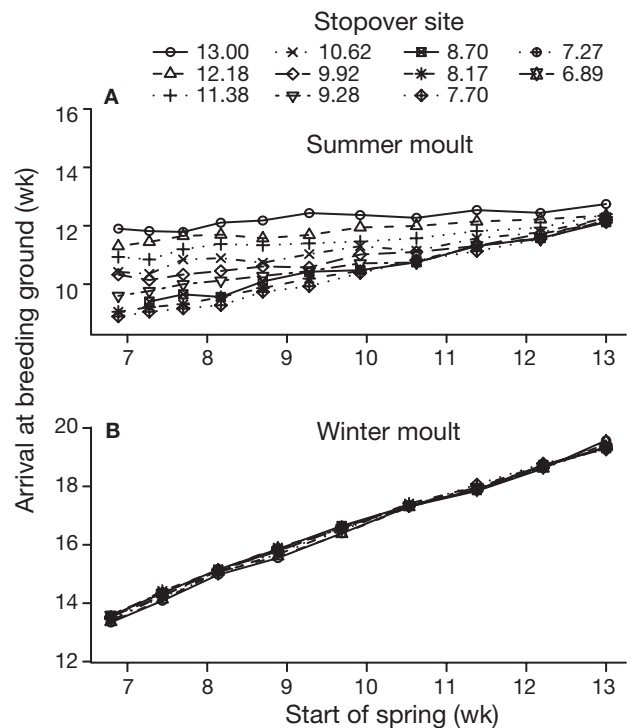 Stopover site
13.00 10.62 8.70 7.27
12.18 9.92 8.17 6.89
11.38 9.28 7.70
A
Summer moult
16
14
12
10
7 8 9 10 11 12 13
Arrival at breeding ground (wk)
B
Winter moult
20
18
16
14
12
7 8 9 10 11 12 13
Start of spring (wk)